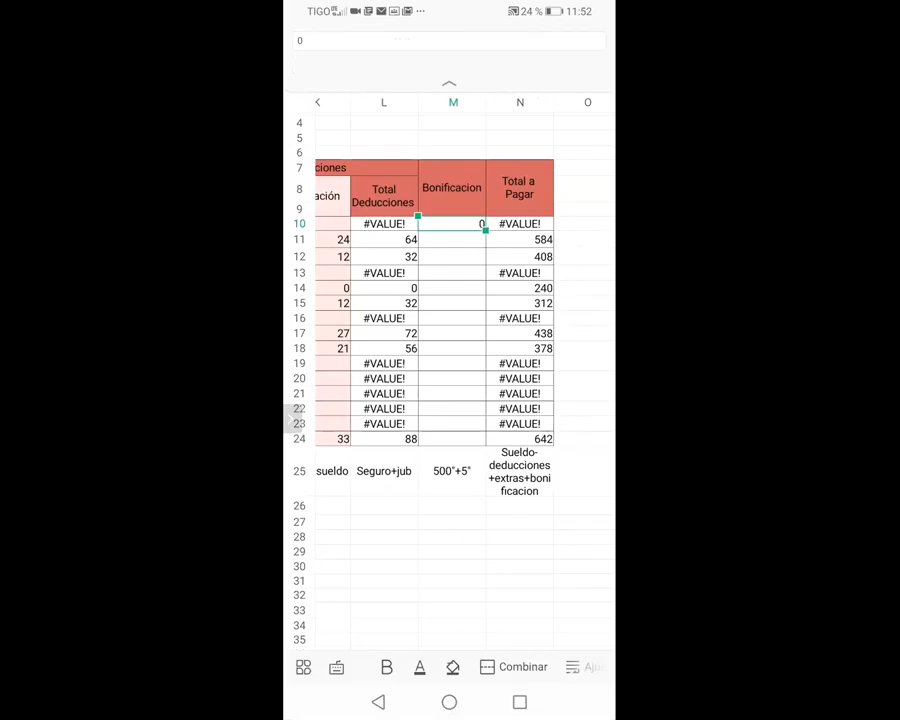 TIGO 24 % 11:52
0
L M N O
4
5
6
7 ciones
8 ación Total Deducciones Bonificacion Total a Pagar
9
10 #VALUE! 0 #VALUE!
11 24 64 584
12 12 32 408
13 #VALUE! #VALUE!
14 0 0 240
15 12 32 312
16 #VALUE! #VALUE!
17 27 72 438
18 21 56 378
19 #VALUE! #VALUE!
20 #VALUE! #VALUE!
21 #VALUE! #VALUE!
22 #VALUE! #VALUE!
23 #VALUE! #VALUE!
24 33 88 642
25 sueldo Seguro+jub 500"+5" Sueldo-
deducciones
+extras+boni
ficacion
26
27
28
29
30
31
32
33
34
35
B A Combinar Aju